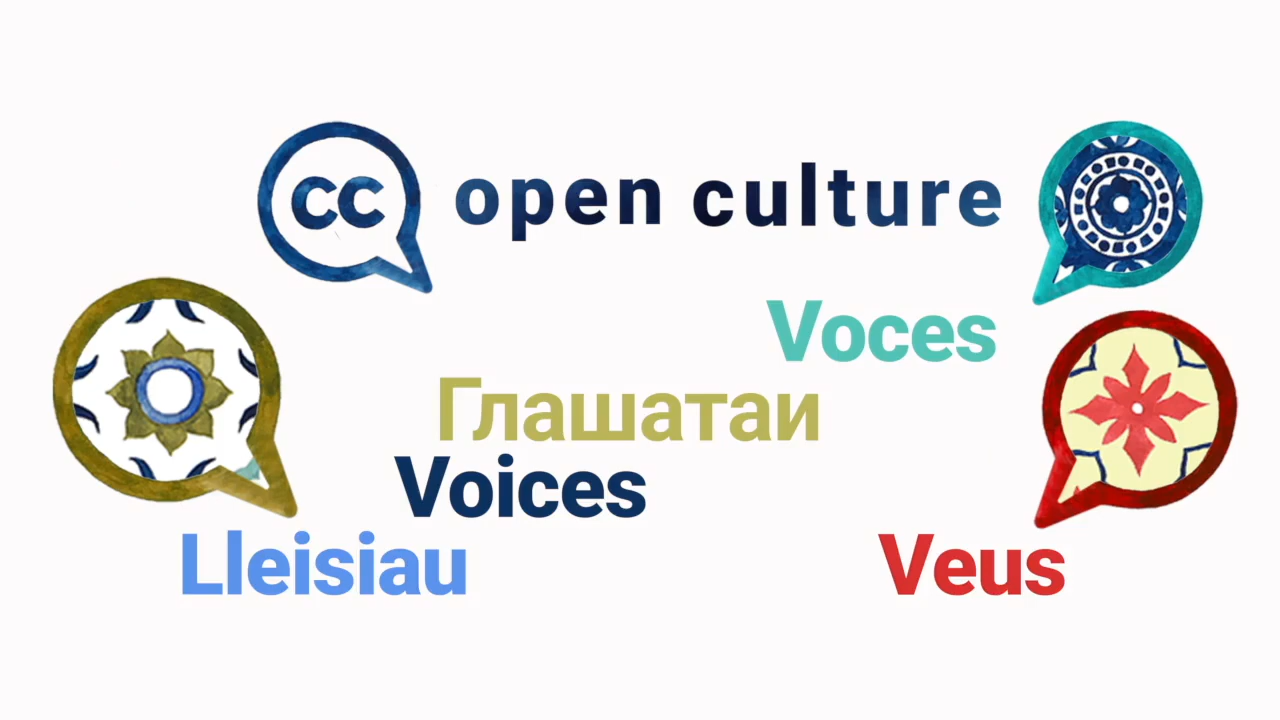 cc open culture
Voces
Глашатаи
Voices
Lleisiau
Veus